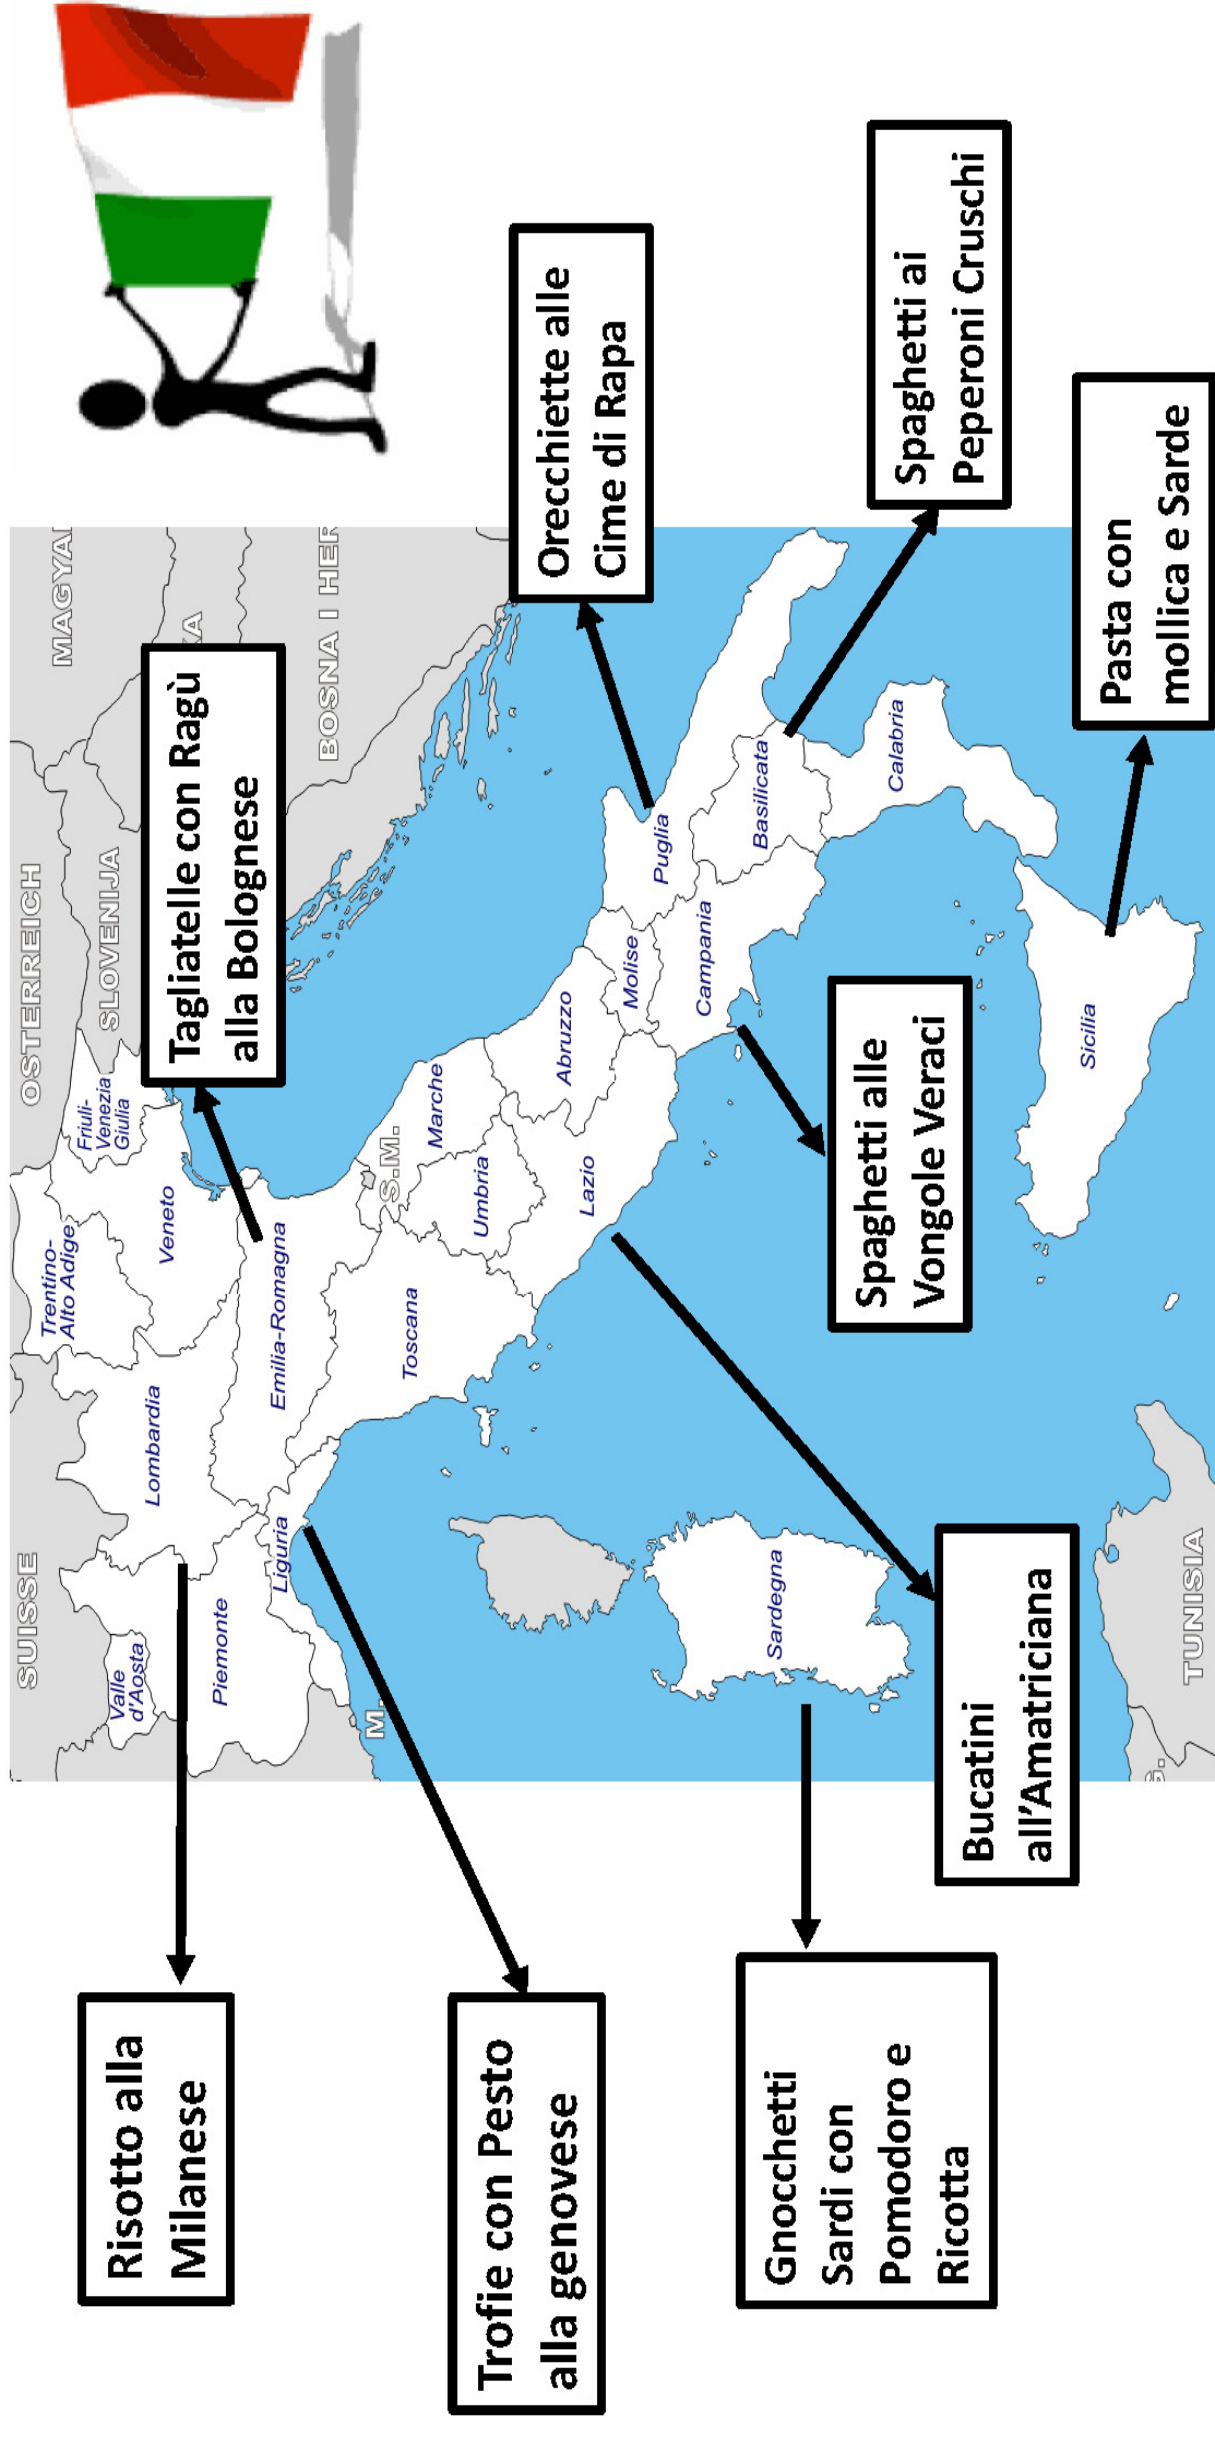 Risotto alla
Milanese
Trofie con Pesto
alla genovese
Gnocchetti
Sardi con
Pomodoro e
Ricotta
Bucatini
all’Amatriciana
Spaghetti alle
Vongole Veraci
Tagliatelle con Ragù
alla Bolognese
Orecchiette alle
Cime di Rapa
Spaghetti ai
Peperoni Cruschi
Pasta con
mollica e Sarde
SUISSE
OSTERREICH
SLOVENIJA
MAGYA
BOSNA I HER
TUNISIA
S.M.
M.
Valle
d'Aosta
Piemonte
Liguria
Lombardia
Trentino-
Alto Adige
Veneto
Friuli-
Venezia
Giulia
Emilia-Romagna
Toscana
Umbria
Marche
Lazio
Abruzzo
Molise
Campania
Puglia
Basilicata
Calabria
Sicilia
Sardegna